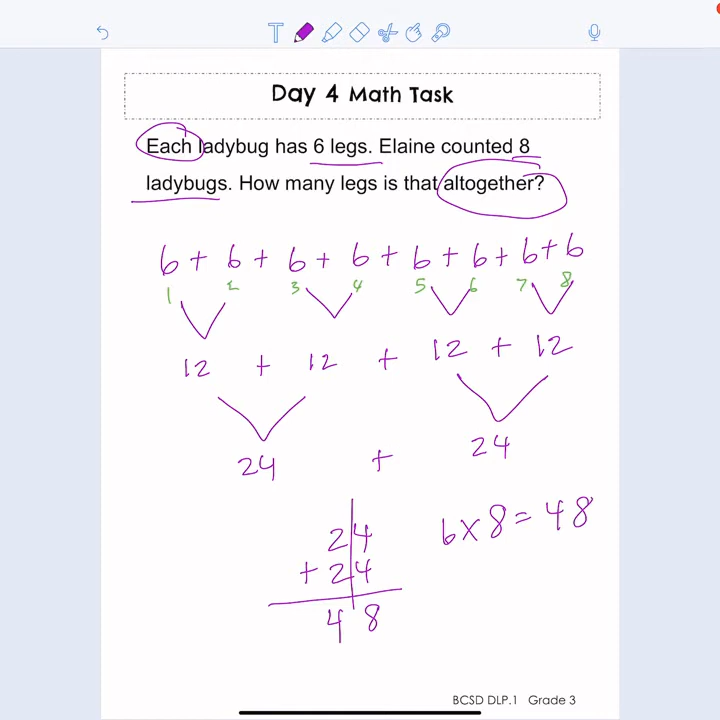 Day 4 Math Task
Each ladybug has 6 legs. Elaine counted 8
ladybugs. How many legs is that altogether?
6 + 6 + 6 + 6 + 6 + 6 + 6 + 6
1 2 3 4 5 6 7 8
12 + 12 + 12 + 12
24 + 24
24
+ 24
48
6 x 8 = 48
BCSD DLP.1 Grade 3